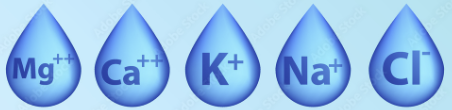 Mg++ Ca++ K+ Na+ Cl-